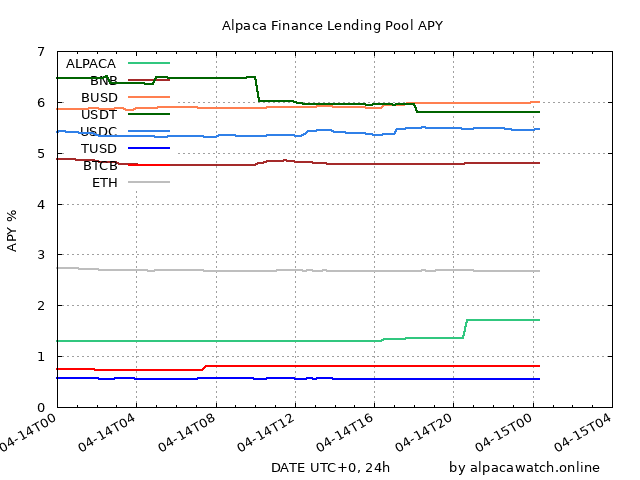 Alpaca Finance Lending Pool APY
7
6
5
4
3
2
1
0
APY %
ALPACA
BNB
BUSD
USDT
USDC
TUSD
BTCB
ETH
04-14T00
04-14T04
04-14T08
04-14T12
04-14T16
04-14T20
04-15T00
04-15T04
DATE UTC+0, 24h
by alpacawatch.online